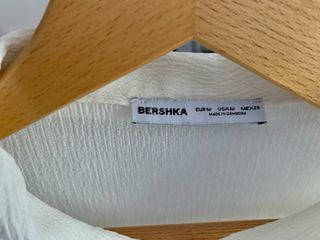 BERSHKA EUR M USA M MEX 28
MADE IN CAMBODIA